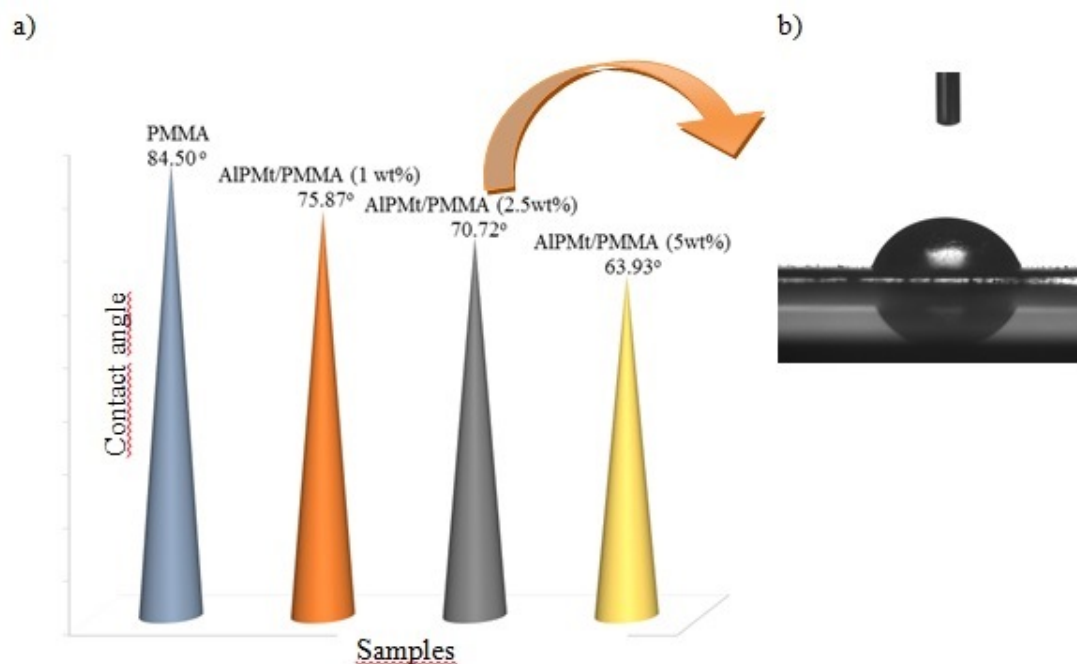 a)
b)
PMMA
84.50°
AlPMt/PMMA (1 wt%)
75.87°
AlPMt/PMMA (2.5wt%)
70.72°
AlPMt/PMMA (5wt%)
63.93°
Contact angle
Samples